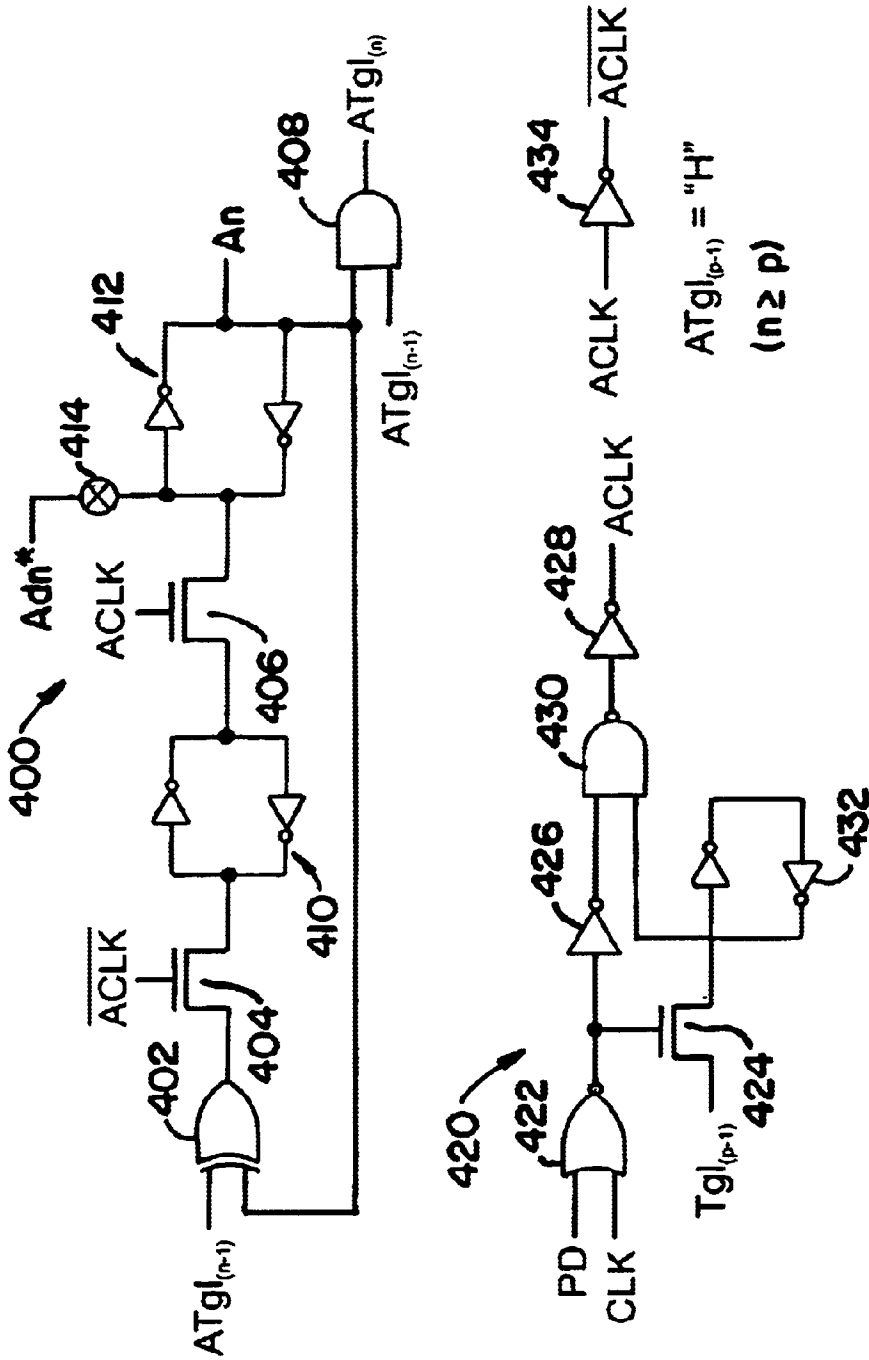 400
Adn*
414
412
ACLK
ACLK
An
402
404
410
406
408
ATgl(n-1)
ATgl(n-1)
ATgl(n)
420
422
426
430
428
434
PD
CLK
ACLK
ACLK
ACLK
Tgl(p-1)
424
432
ATgl(p-1) = "H"
(n ≥ p)